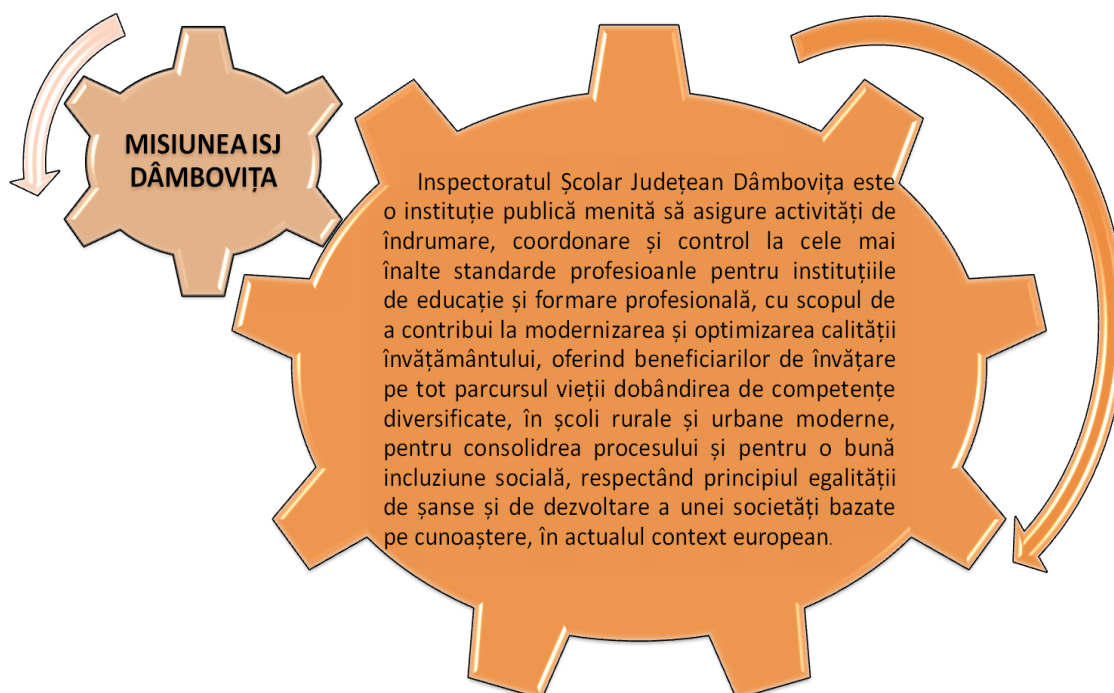 MISIUNEA ISJ
DÂMBOVIȚA
Inspectoratul Școlar Județean Dâmbovița este
o instituție publică menită să asigure activități de
îndrumare, coordonare și control la cele mai
înalte standarde profesioanle pentru instituțiile
de educație și formare profesională, cu scopul de
a contribui la modernizarea și optimizarea calității
învățământului, oferind beneficiarilor de învățare
pe tot parcursul vieții dobândirea de competențe
diversificate, în școli rurale și urbane moderne,
pentru consolidrea procesului și pentru o bună
incluziune socială, respectând principiul egalității
de șanse și de dezvoltare a unei societăți bazate
pe cunoaștere, în actualul context european.